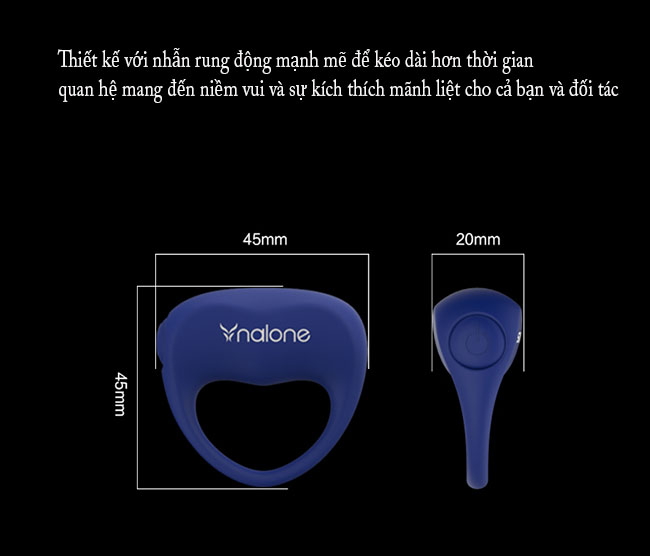 Thiết kế với nhẫn rung động mạnh mẽ để kéo dài hơn thời gian
quan hệ mang đến niềm vui và sự kích thích mãnh liệt cho cả bạn và đối tác
45mm
20mm
nalone
45mm